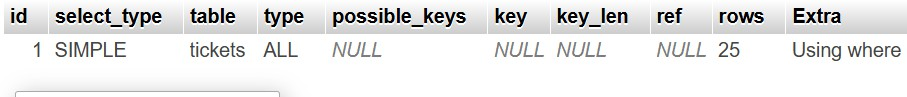 id select_type table type possible_keys key key_len ref rows Extra
1 SIMPLE tickets ALL NULL NULL NULL NULL 25 Using where